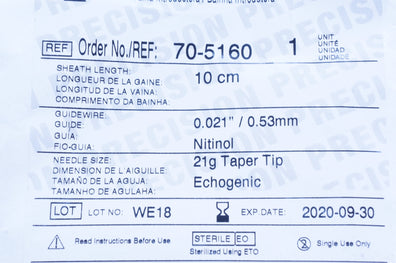 REF Order No./REF: 70-5160 1 UNIT
UNITÉ
UNIDAD
UNIDADE
SHEATH LENGTH: 10 cm
LONGUEUR DE LA GAINE:
LONGITUD DE LA VAINA:
COMPRIMENTO DA BAINHA:
GUIDEWIRE: 0.021" / 0.53mm
GUIDE:
GUIA: Nitinol
FIO-GUIA:
NEEDLE SIZE: 21g Taper Tip
DIMENSION DE L'AIGUILLE:
TAMAÑO DE LA AGUJA: Echogenic
TAMANHO DE AGULAHA:
LOT LOT NO: WE18 EXP.DATE: 2020-09-30
Read Instructions Before Use STERILE EO Single Use Only
Sterilized Using ETO